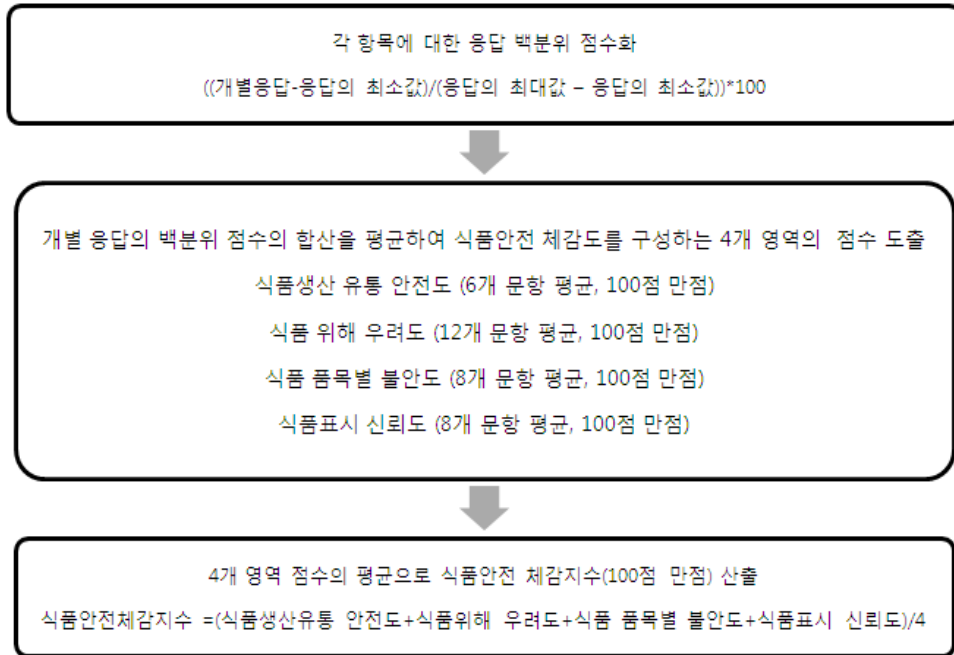 각 항목에 대한 응답 백분위 점수화
((개별응답-응답의 최소값)/(응답의 최대값 – 응답의 최소값))*100
개별 응답의 백분위 점수의 합산을 평균하여 식품안전 체감도를 구성하는 4개 영역의 점수 도출
식품생산 유통 안전도 (6개 문항 평균, 100점 만점)
식품 위해 우려도 (12개 문항 평균, 100점 만점)
식품 품목별 불안도 (8개 문항 평균, 100점 만점)
식품표시 신뢰도 (8개 문항 평균, 100점 만점)
4개 영역 점수의 평균으로 식품안전 체감지수(100점 만점) 산출
식품안전체감지수 =(식품생산유통 안전도+식품위해 우려도+식품 품목별 불안도+식품표시 신뢰도)/4